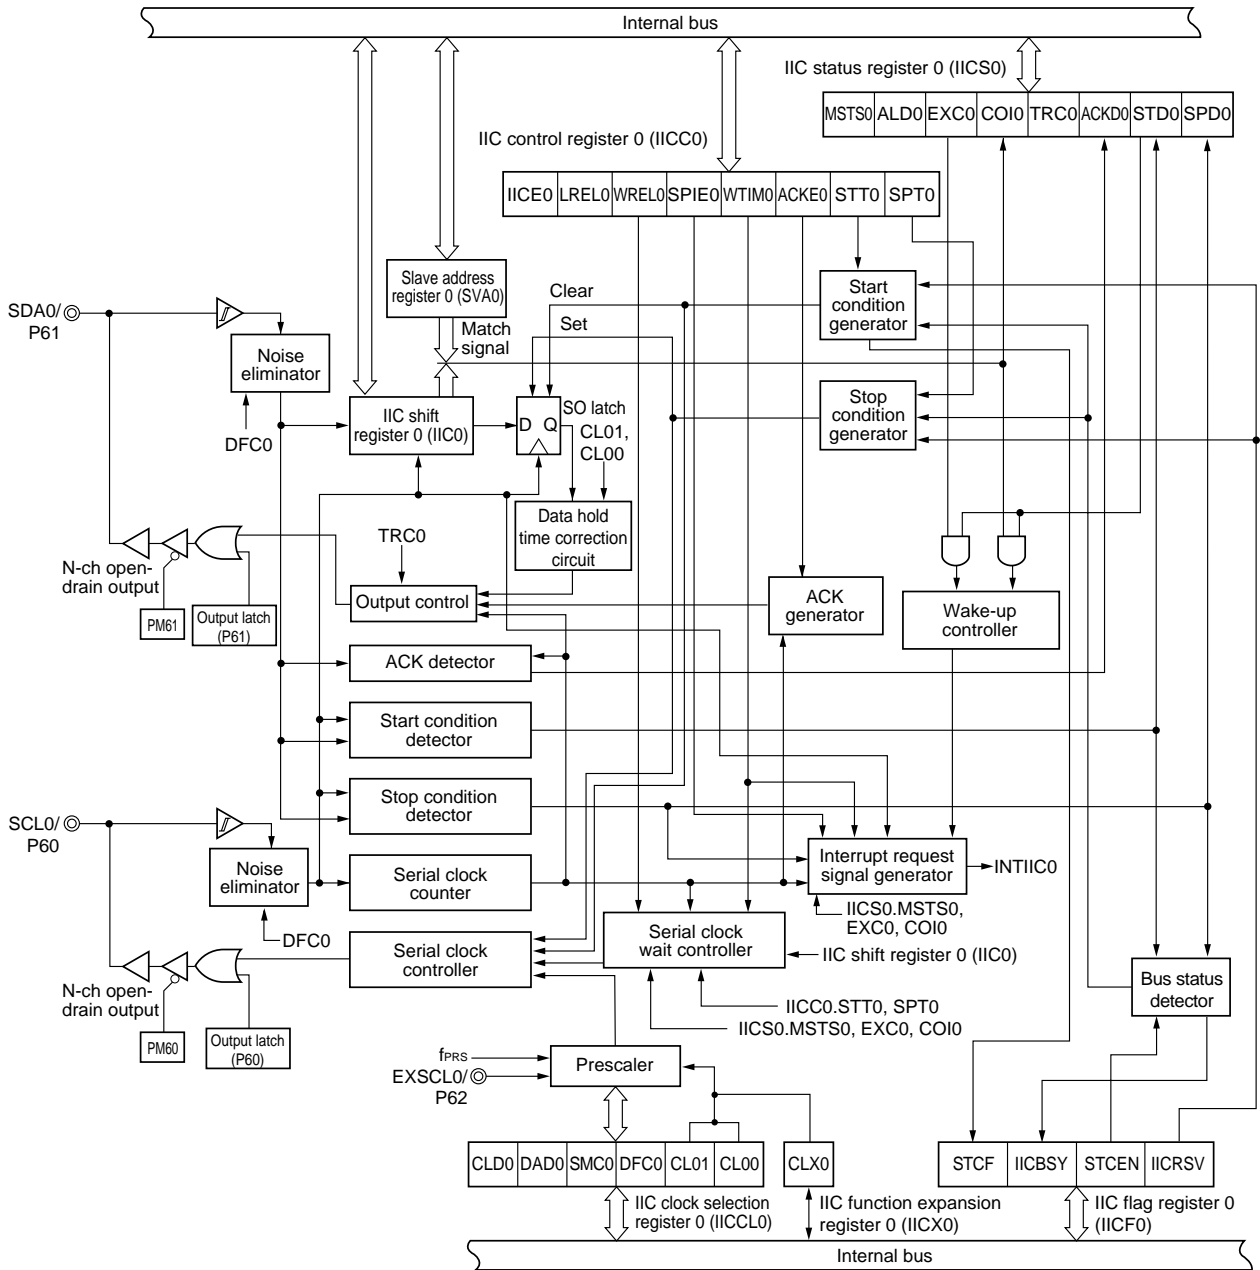 Internal bus
IIC status register 0 (IICS0)
MSTS0 ALD0 EXC0 COI0 TRC0 ACKD0 STD0 SPD0
IIC control register 0 (IICC0)
IICE0 LREL0 WREL0 SPIE0 WTIM0 ACKE0 STT0 SPT0
Slave address
register 0 (SVA0)
Clear
Start
condition
generator
SDA0/
P61
Set
Match
signal
Noise
eliminator
DFC0
IIC shift
register 0 (IIC0)
D Q
SO latch
CL01,
CL00
Stop
condition
generator
Data hold
time correction
circuit
TRC0
N-ch open-
drain output
PM61
Output latch
(P61)
Output control
ACK
generator
Wake-up
controller
ACK detector
Start condition
detector
Stop condition
detector
SCL0/
P60
Noise
eliminator
DFC0
Serial clock
counter
Interrupt request
signal generator
INTIIC0
IICS0.MSTS0,
EXC0, COI0
Serial clock
controller
Serial clock
wait controller
IIC shift register 0 (IIC0)
Bus status
detector
N-ch open-
drain output
PM60
Output latch
(P60)
IICC0.STT0, SPT0
IICS0.MSTS0, EXC0, COI0
fPRS
EXSCL0/
P62
Prescaler
CLD0 DAD0 SMC0 DFC0 CL01 CL00
CLX0
STCF IICBSY STCEN IICRSV
IIC clock selection
register 0 (IICCL0)
IIC function expansion
register 0 (IICX0)
IIC flag register 0
(IICF0)
Internal bus